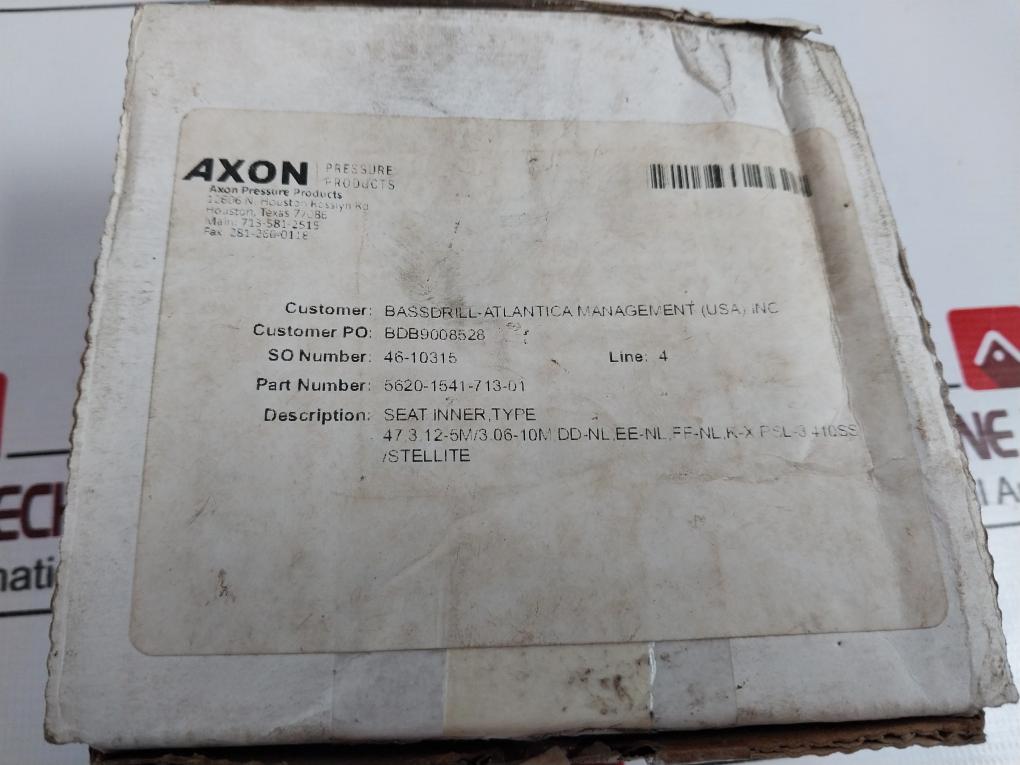 AXON PRESSURE PRODUCTS
Axon Pressure Products
12606 N. Houston Rosslyn Rd
Houston, Texas 77086
Main: 713-581-2515
Fax: 281-266-0118
Customer: BASSDRILL-ATLANTICA MANAGEMENT (USA) INC
Customer PO: BDB9008528
SO Number: 46-10315 Line: 4
Part Number: 5620-1541-713-01
Description: SEAT INNER,TYPE
47,3.12-5M/3.06-10M,DD-NL,EE-NL,FF-NL,K-X,PSL-3,410SS
/STELLITE